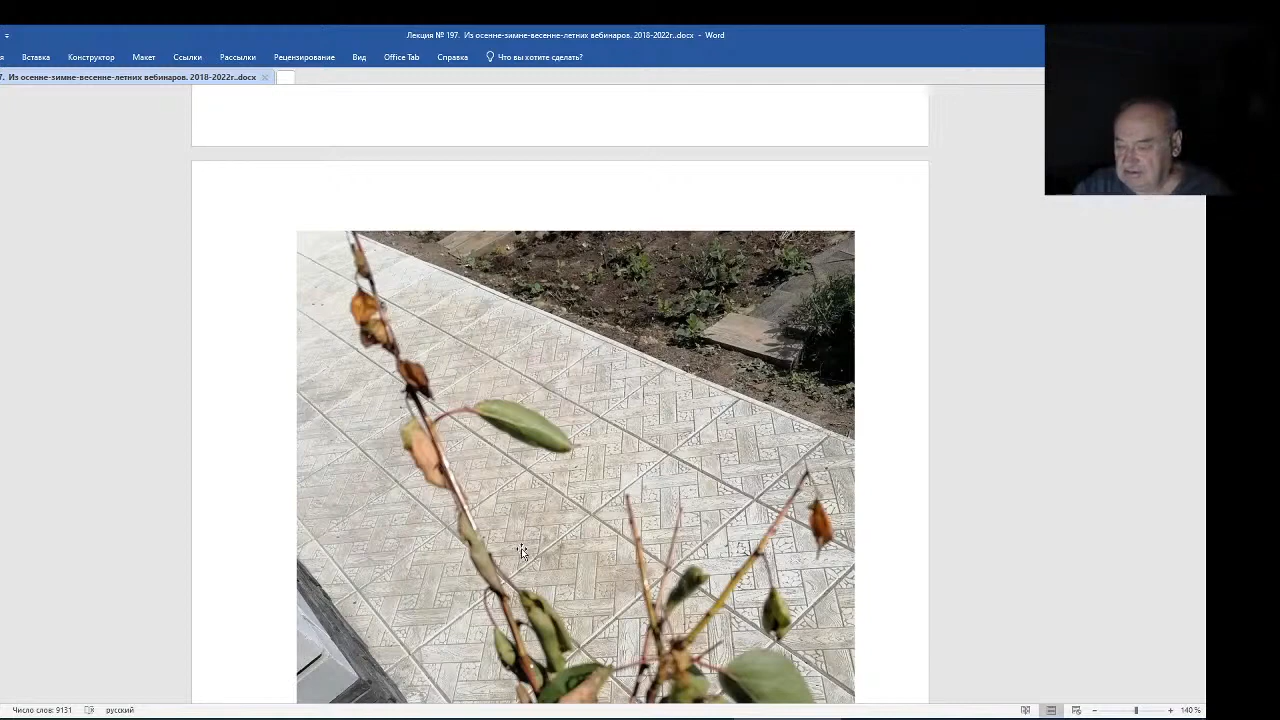 Лекция № 197.  Из осенне-зимне-весенне-летних вебинаров. 2018-2022г..docx  -  Word
Вставка Конструктор Макет Ссылки Рассылки Рецензирование Вид Office Tab Справка Что вы хотите сделать?
7.  Из осенне-зимне-весенне-летних вебинаров. 2018-2022г..docx
Число слов: 9131 русский 140 %